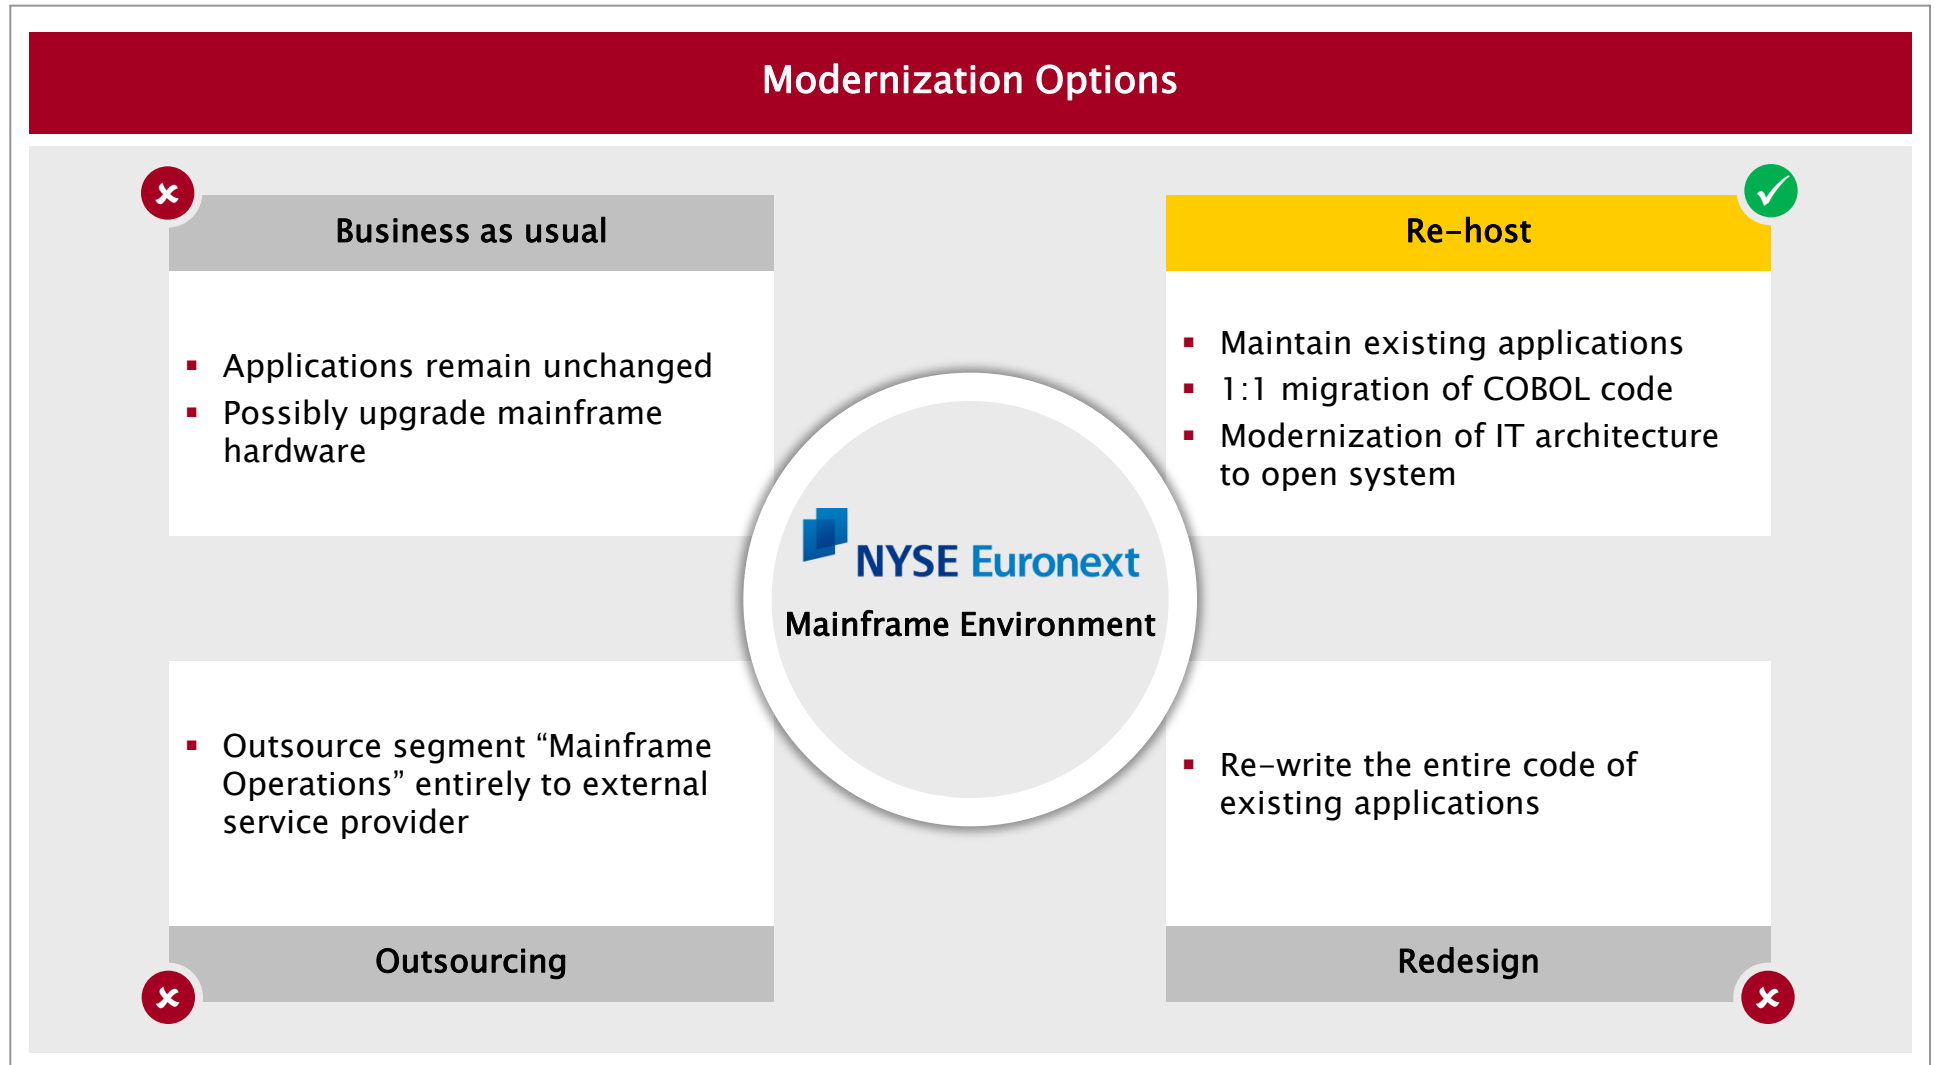 Modernization Options
Business as usual
▪ Applications remain unchanged
▪ Possibly upgrade mainframe
hardware
Re-host
▪ Maintain existing applications
▪ 1:1 migration of COBOL code
▪ Modernization of IT architecture
to open system
NYSE Euronext
Mainframe Environment
▪ Outsource segment “Mainframe
Operations” entirely to external
service provider
Outsourcing
▪ Re-write the entire code of
existing applications
Redesign